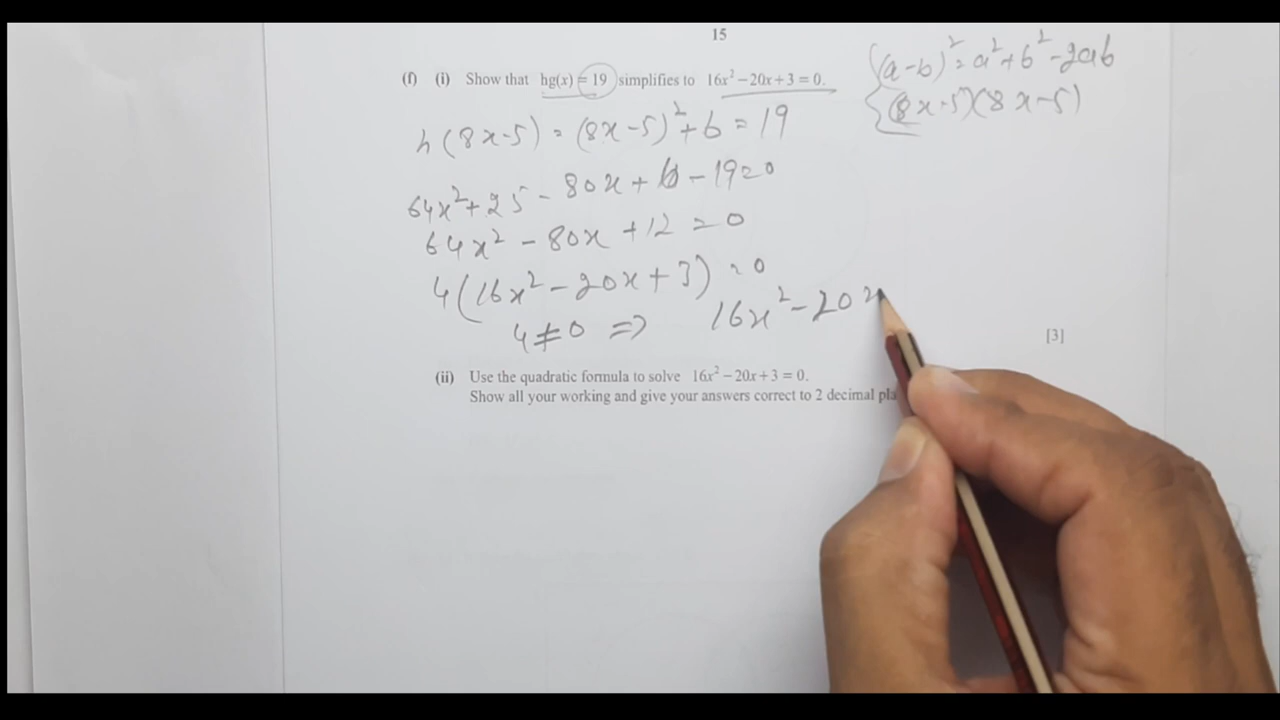 15
(f) (i) Show that hg(x) = 19 simplifies to 16x² − 20x + 3 = 0.
(a-b)² = a² + b² - 2ab
(8x-5)(8x-5)
h(8x-5) = (8x-5)² + 6 = 19
64x² + 25 - 80x + 6 - 19 = 0
64x² - 80x + 12 = 0
4(16x² - 20x + 3) = 0
4 ≠ 0 ⇒ 16x² - 20x
[3]
(ii) Use the quadratic formula to solve 16x² − 20x + 3 = 0.
Show all your working and give your answers correct to 2 decimal pla